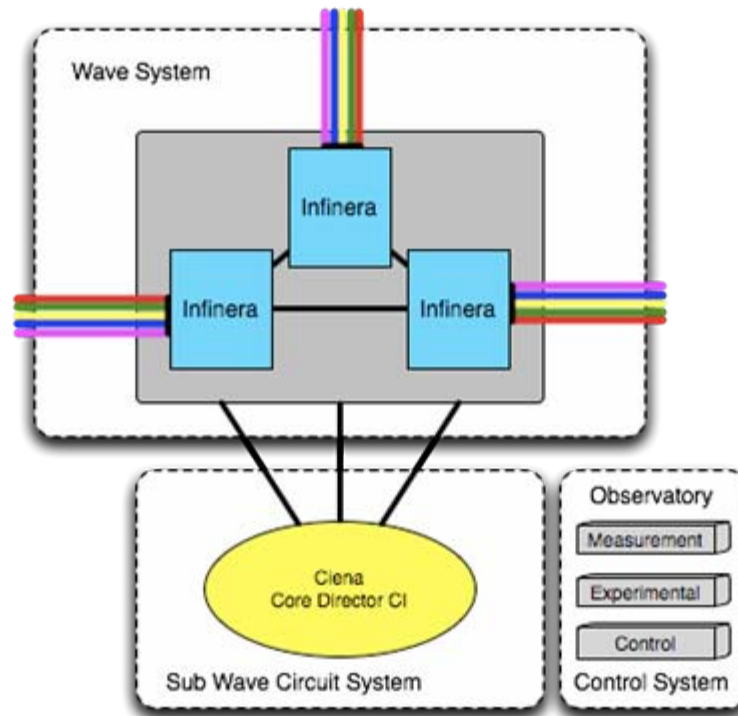 Wave System
Infinera
Infinera
Infinera
Ciena
Core Director CI
Sub Wave Circuit System
Observatory
Measurement
Experimental
Control
Control System